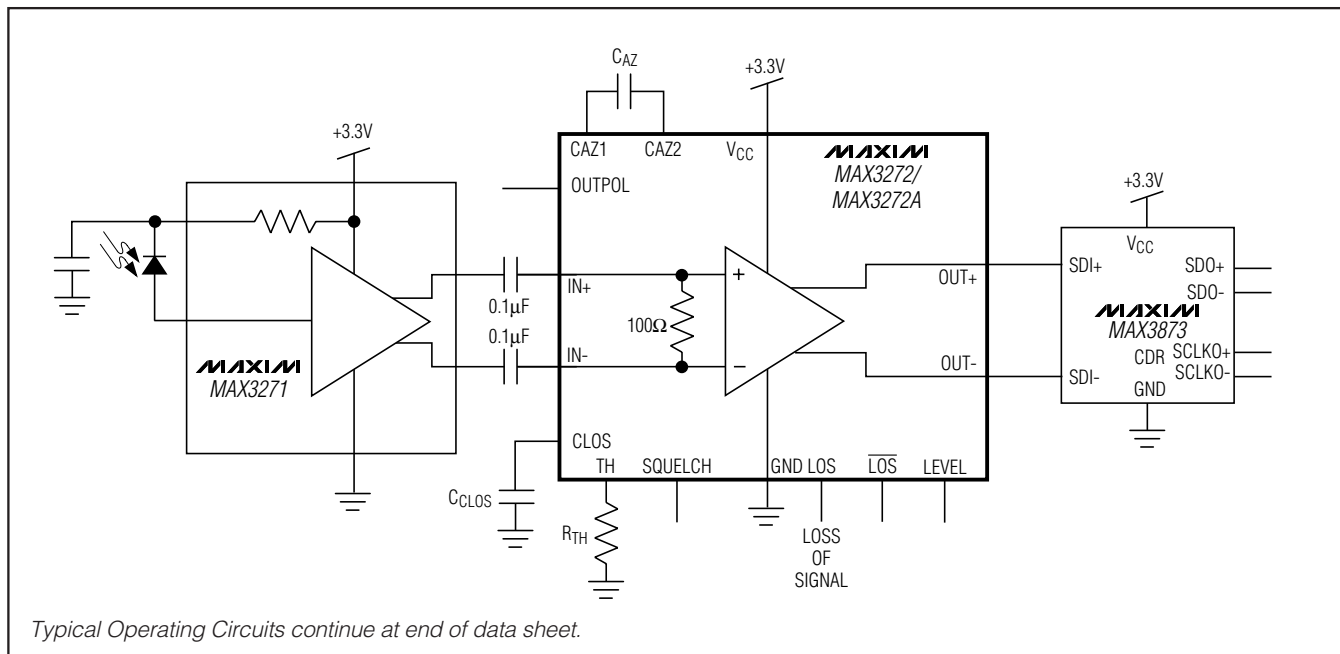 CAZ
+3.3V
+3.3V
CAZ1
CAZ2
VCC
MAXIM
MAX3272/
MAX3272A
OUTPOL
+3.3V
VCC
IN+
0.1µF
0.1µF
IN-
100Ω
+
−
OUT+
OUT-
SDI+
SDI-
SDO+
SDO-
MAXIM
MAX3873
CDR
SCLKO+
SCLKO-
GND
MAXIM
MAX3271
CLOS
CCLOS
TH
RTH
SQUELCH
GND
LOS
LOS
LEVEL
LOSS
OF
SIGNAL
Typical Operating Circuits continue at end of data sheet.